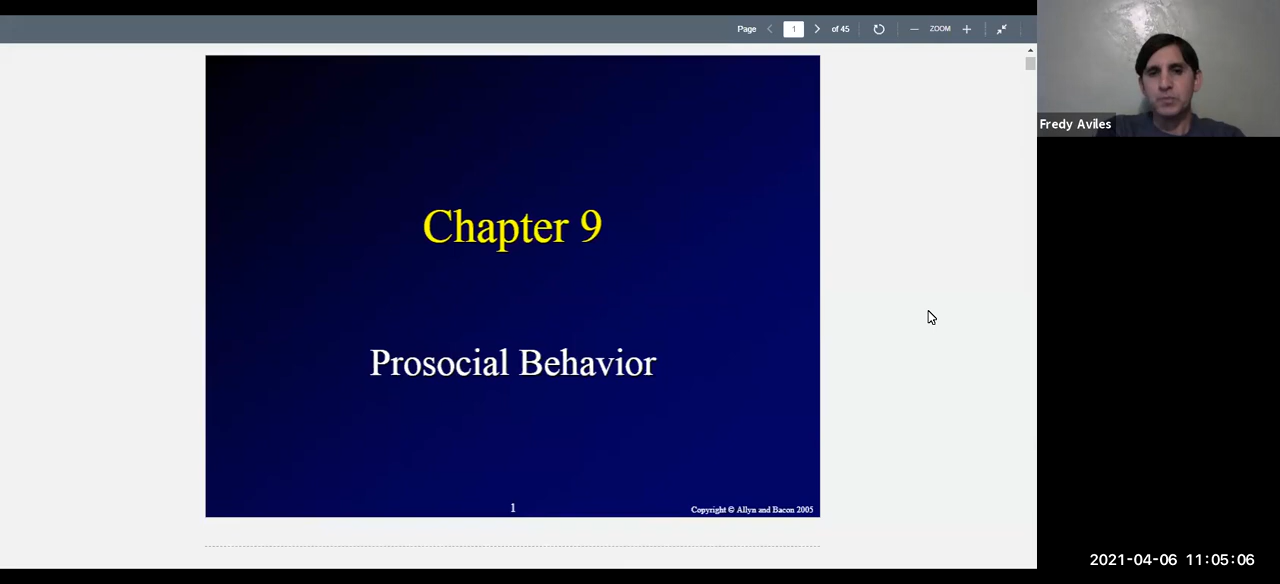 Page 1 of 45 ZOOM
Chapter 9
Prosocial Behavior
1
Copyright © Allyn and Bacon 2005
Fredy Aviles
2021-04-06 11:05:06